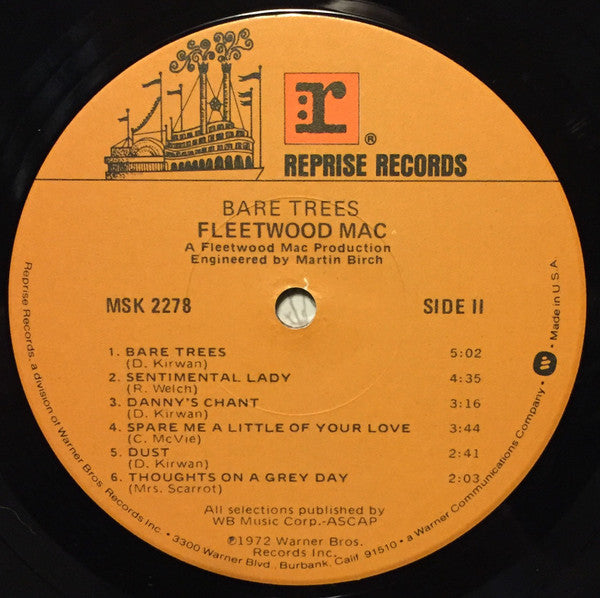 r®
REPRISE RECORDS
BARE TREES
FLEETWOOD MAC
A Fleetwood Mac Production
Engineered by Martin Birch
MSK 2278
SIDE II
1. BARE TREES 5:02
(D. Kirwan)
2. SENTIMENTAL LADY 4:35
(R. Welch)
3. DANNY'S CHANT 3:16
(D. Kirwan)
4. SPARE ME A LITTLE OF YOUR LOVE 3:44
(C. McVie)
5. DUST 2:41
(D. Kirwan)
6. THOUGHTS ON A GREY DAY 2:03
(Mrs. Scarrot)
All selections published by
WB Music Corp.-ASCAP
℗1972 Warner Bros.
Records Inc.
Reprise Records, a division of Warner Bros. Records Inc. • 3300 Warner Blvd., Burbank, Calif. 91510 • a Warner Communications Company • • Made in U.S.A.